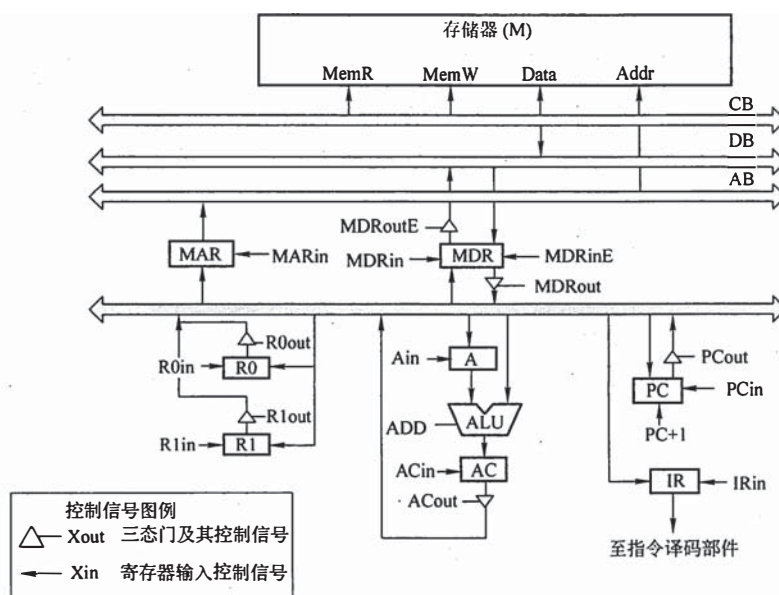 存储器 (M)
MemR MemW Data Addr
CB
DB
AB
MDRoutE
MAR MARin MDRin MDR MDRinE
MDRout
R0out
R0in R0
R1out
R1in R1
Ain A
ADD ALU
ACin AC
ACout
PCout
PC PCin
PC+1
IR IRin
至指令译码部件
控制信号图例
Xout 三态门及其控制信号
Xin 寄存器输入控制信号